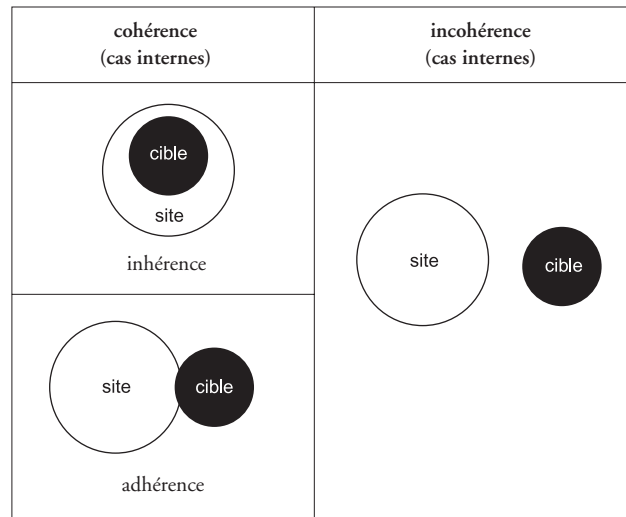 cohérence
(cas internes)
incohérence
(cas internes)
cible
site
inhérence
site
cible
adhérence
site
cible